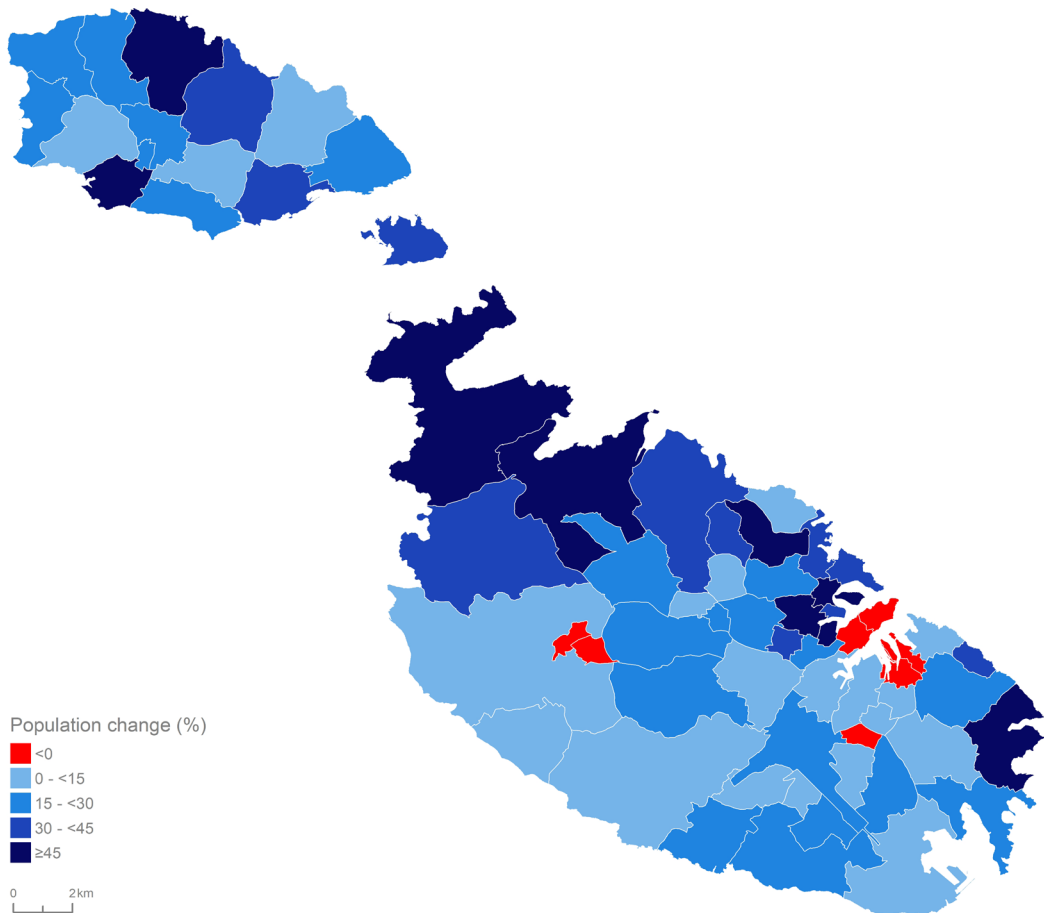 Population change (%)
<0
0 - <15
15 - <30
30 - <45
≥45
0 2km